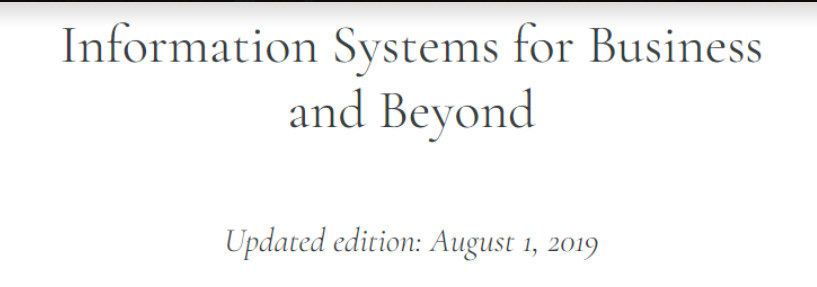 Information Systems for Business
and Beyond
Updated edition: August 1, 2019